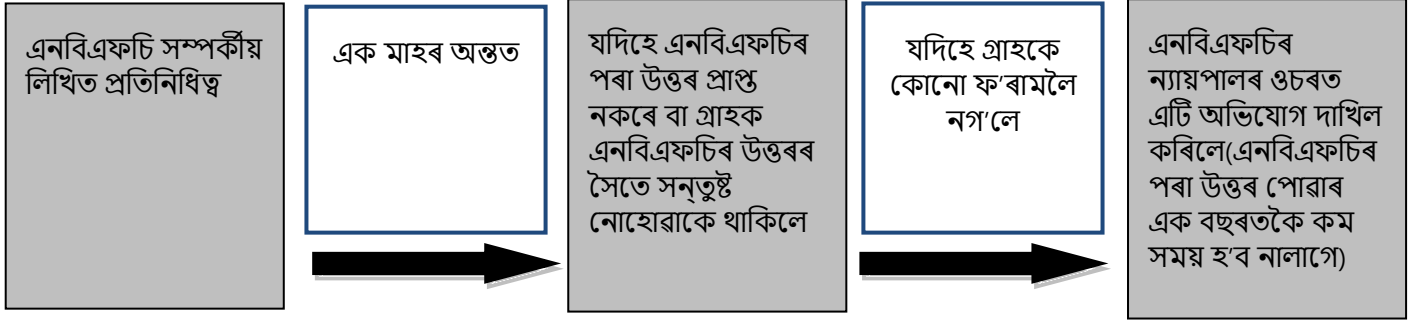 এনবিএফচি সম্পৰ্কীয়
লিখিত প্ৰতিনিধিত্ব
এক মাহৰ অন্তত
যদিহে এনবিএফচিৰ
পৰা উত্তৰ প্ৰাপ্ত
নকৰে বা গ্ৰাহক
এনবিএফচিৰ উত্তৰৰ
সৈতে সন্তুষ্ট
নোহোৱাকে থাকিলে
যদিহে গ্ৰাহকে
কোনো ফ'ৰামলৈ
নগ'লে
এনবিএফচিৰ
ন্যায়পালৰ ওচৰত
এটি অভিযোগ দাখিল
কৰিলে(এনবিএফচিৰ
পৰা উত্তৰ পোৱাৰ
এক বছৰতকৈ কম
সময় হ'ব নালাগে)